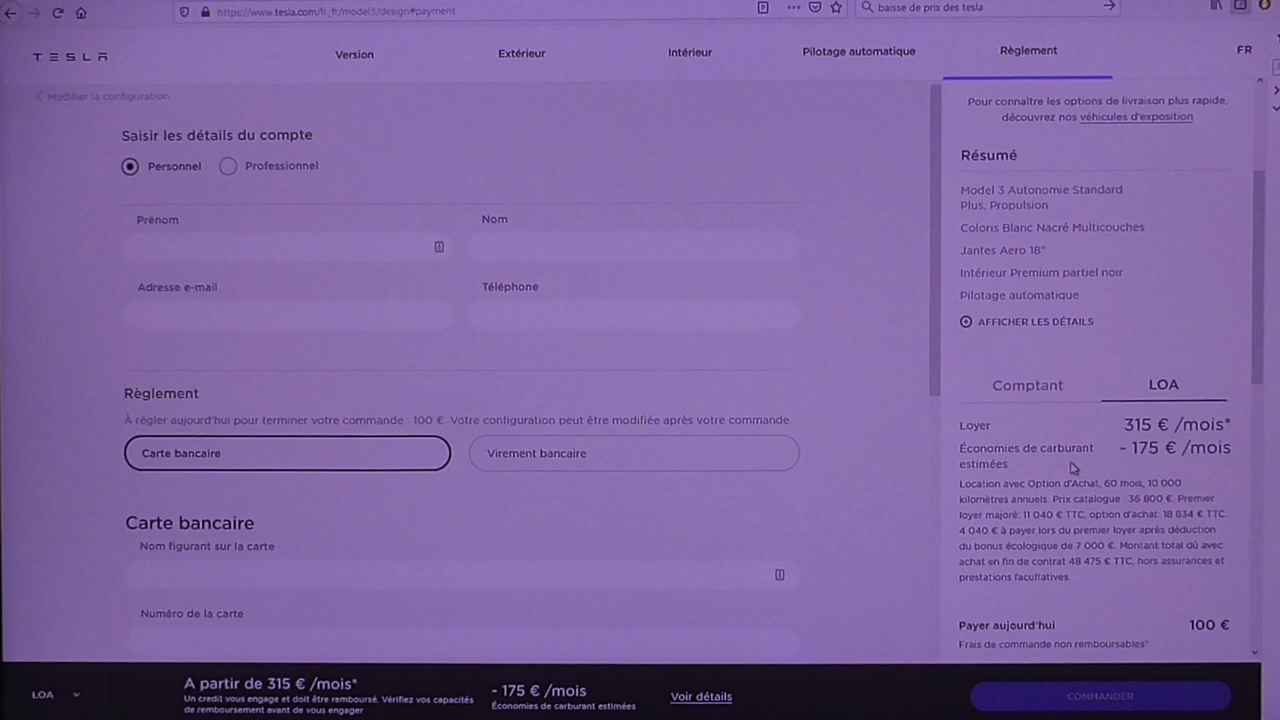 https://www.tesla.com/fr_fr/model3/design#payment
baisse de prix des tesla
TESLA
Version
Extérieur
Intérieur
Pilotage automatique
Règlement
FR
Modifier la configuration
Saisir les détails du compte
Personnel
Professionnel
Prénom
Nom
Adresse e-mail
Téléphone
Règlement
À régler aujourd'hui pour terminer votre commande : 100 €. Votre configuration peut être modifiée après votre commande.
Carte bancaire
Virement bancaire
Carte bancaire
Nom figurant sur la carte
Numéro de la carte
Pour connaître les options de livraison plus rapide,
découvrez nos véhicules d'exposition
Résumé
Model 3 Autonomie Standard
Plus, Propulsion
Coloris Blanc Nacré Multicouches
Jantes Aero 18"
Intérieur Premium partiel noir
Pilotage automatique
AFFICHER LES DÉTAILS
Comptant
LOA
Loyer
315 € /mois*
Économies de carburant
estimées
- 175 € /mois
Location avec Option d'Achat, 60 mois, 10 000
kilomètres annuels. Prix catalogue : 36 800 €. Premier
loyer majoré: 11 040 € TTC, option d'achat: 18 834 € TTC.
4 040 € à payer lors du premier loyer après déduction
du bonus écologique de 7 000 €. Montant total dû avec
achat en fin de contrat 48 475 € TTC, hors assurances et
prestations facultatives.
Payer aujourd'hui
100 €
Frais de commande non remboursables*
LOA
A partir de 315 € /mois*
Un credit vous engage et doit être remboursé. Vérifiez vos capacités
de remboursement avant de vous engager
- 175 € /mois
Économies de carburant estimées
Voir détails
COMMANDER